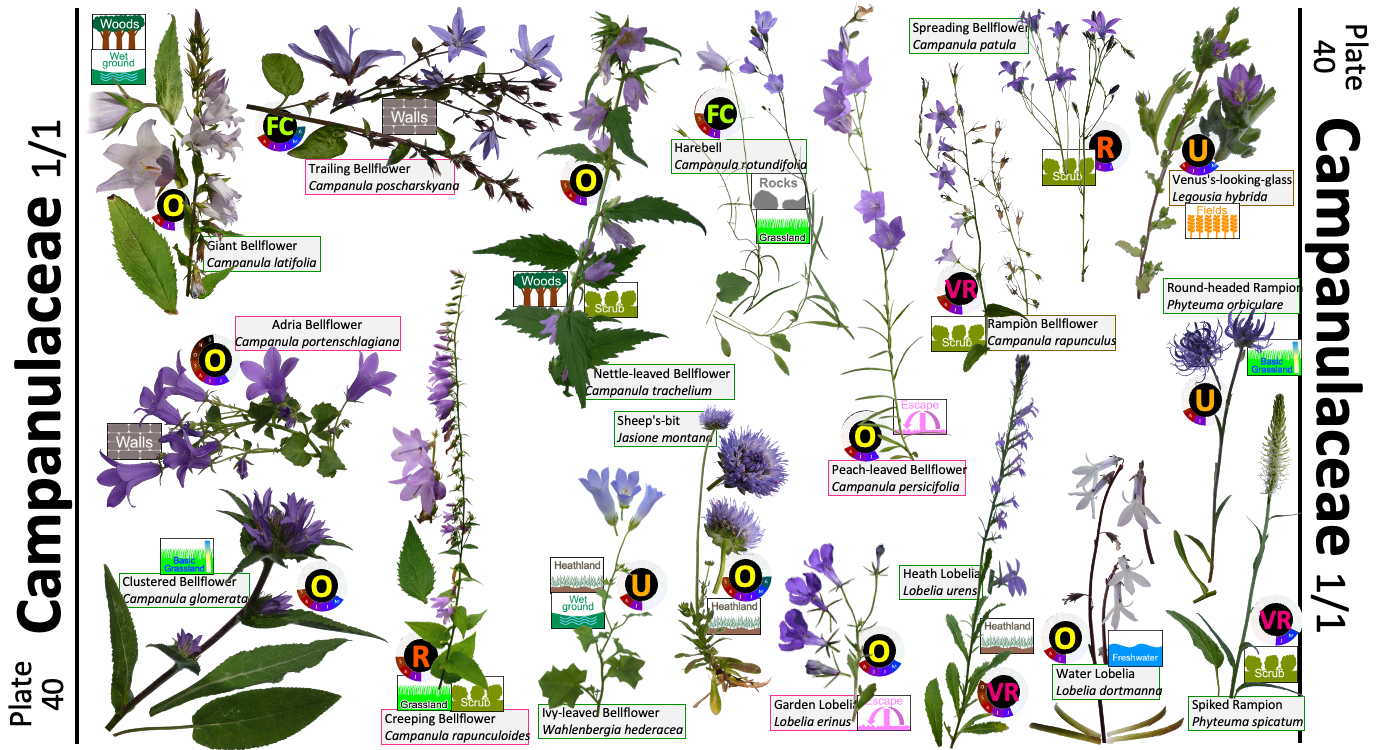 Plate
40
Campanulaceae 1/1
Woods
Wet
ground
O
Giant Bellflower
Campanula latifolia
FC
Walls
Trailing Bellflower
Campanula poscharskyana
O
Woods
Scrub
Nettle-leaved Bellflower
Campanula trachelium
FC
Harebell
Campanula rotundifolia
Rocks
Grassland
Escape
O
Peach-leaved Bellflower
Campanula persicifolia
Spreading Bellflower
Campanula patula
R
Scrub
VR
Scrub
Rampion Bellflower
Campanula rapunculus
U
Venus's-looking-glass
Legousia hybrida
Fields
Round-headed Rampion
Phyteuma orbiculare
Basic
Grassland
U
Adria Bellflower
Campanula portenschlagiana
O
Walls
Basic
Grassland
Clustered Bellflower
Campanula glomerata
O
R
Grassland
Scrub
Creeping Bellflower
Campanula rapunculoides
Heathland
Wet
ground
U
Ivy-leaved Bellflower
Wahlenbergia hederacea
Sheep's-bit
Jasione montana
O
Heathland
O
Garden Lobelia
Lobelia erinus
Escape
Heath Lobelia
Lobelia urens
Heathland
VR
O
Freshwater
Water Lobelia
Lobelia dortmanna
VR
Scrub
Spiked Rampion
Phyteuma spicatum
Plate
40
Campanulaceae 1/1